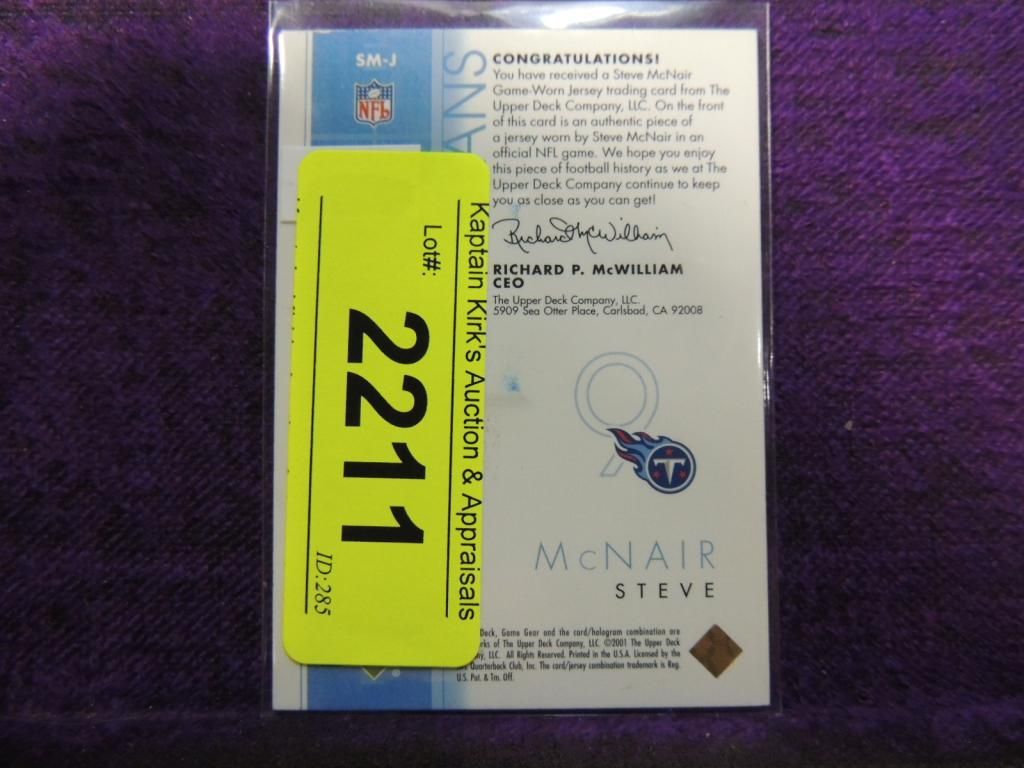 SM-J
NFL
SNA
CONGRATULATIONS!
You have received a Steve McNair
Game-Worn Jersey trading card from The
Upper Deck Company, LLC. On the front
of this card is an authentic piece of
a jersey worn by Steve McNair in an
official NFL game. We hope you enjoy
this piece of football history as we at The
Upper Deck Company continue to keep
you as close as you can get!
Richard McWilliam
RICHARD P. McWILLIAM
CEO
The Upper Deck Company, LLC.
5909 Sea Otter Place, Carlsbad, CA 92008
9
T
McNAIR
STEVE
Deck, Game Gear and the card/hologram combination are
rks of The Upper Deck Company, LLC. ©2001 The Upper Deck
ny, LLC. All Rights Reserved. Printed in the U.S.A. Licensed by the
Quarterback Club, Inc. The card/jersey combination trademark is Reg.
U.S. Pat. & Tm. Off.
Kaptain Kirk's Auction & Appraisals
Lot#:
2211
ID:285